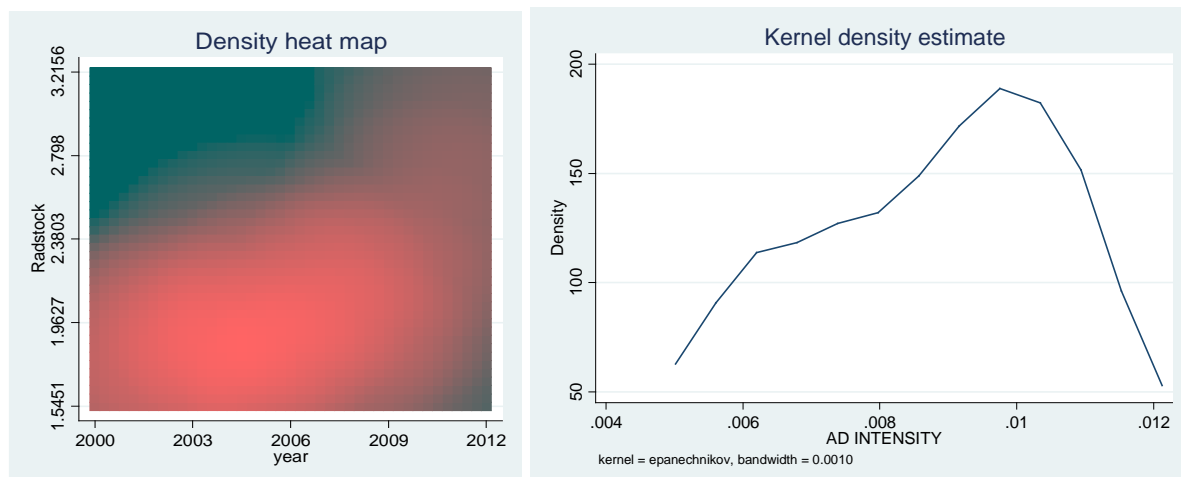 Density heat map
Radstock
3.2156
2.798
2.3803
1.9627
1.5451
2000 2003 2006 2009 2012
year
Kernel density estimate
Density
200
150
100
50
.004 .006 .008 .01 .012
AD INTENSITY
kernel = epanechnikov, bandwidth = 0.0010